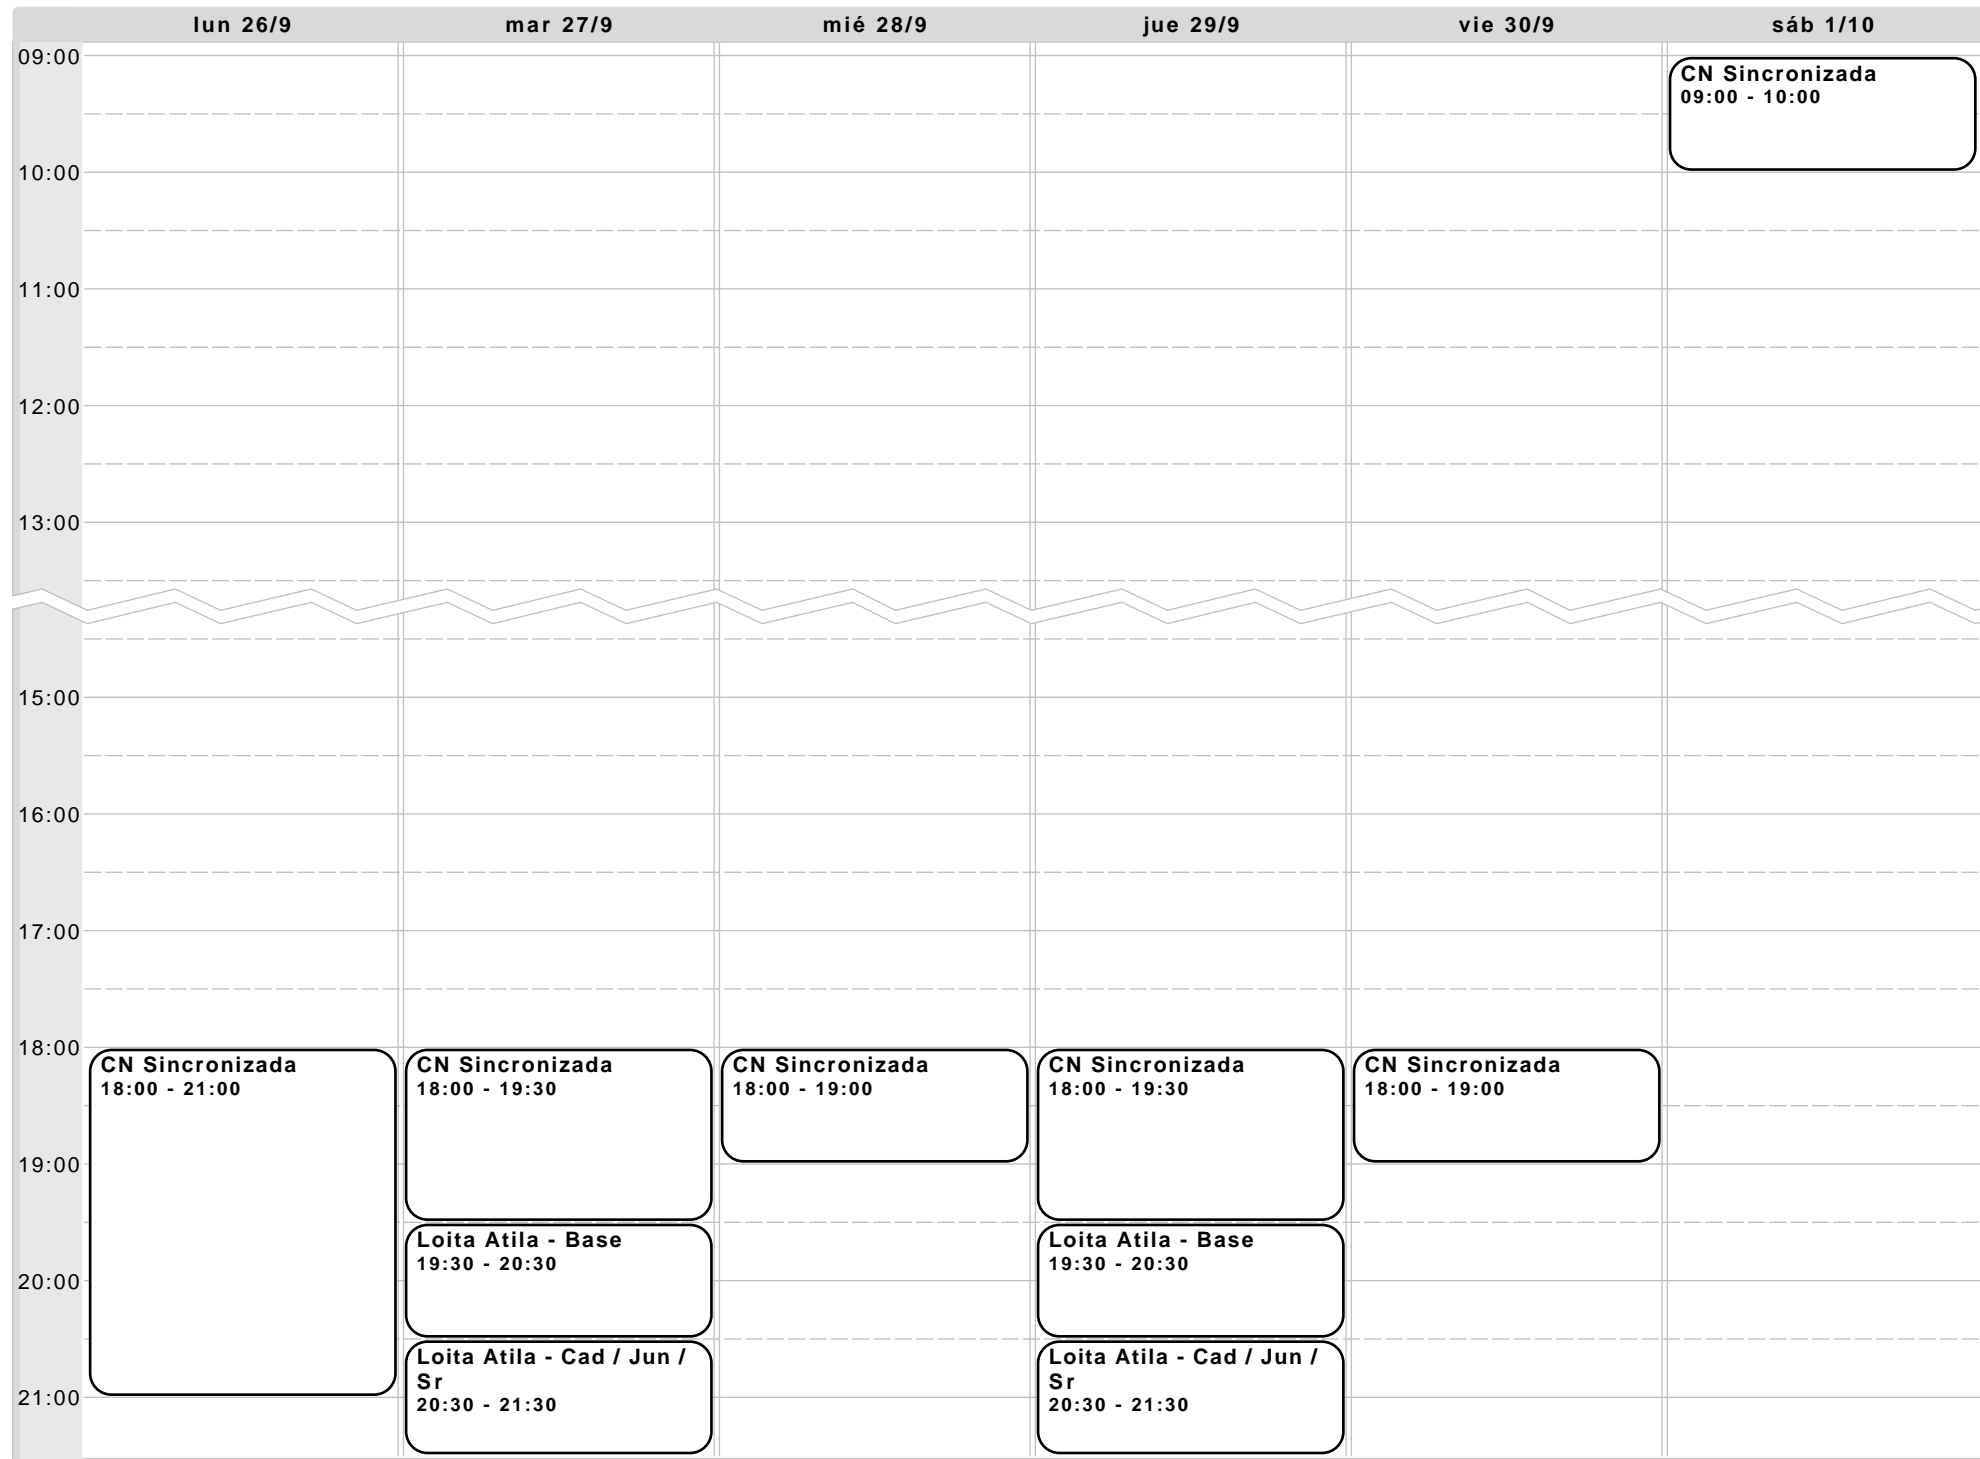 lun 26/9
mar 27/9
mié 28/9
jue 29/9
vie 30/9
sáb 1/10
09:00
CN Sincronizada
09:00 - 10:00
10:00
11:00
12:00
13:00
15:00
16:00
17:00
18:00
CN Sincronizada
18:00 - 21:00
CN Sincronizada
18:00 - 19:30
CN Sincronizada
18:00 - 19:00
CN Sincronizada
18:00 - 19:30
CN Sincronizada
18:00 - 19:00
19:00
Loita Atila - Base
19:30 - 20:30
Loita Atila - Base
19:30 - 20:30
20:00
Loita Atila - Cad / Jun /
Sr
20:30 - 21:30
Loita Atila - Cad / Jun /
Sr
20:30 - 21:30
21:00